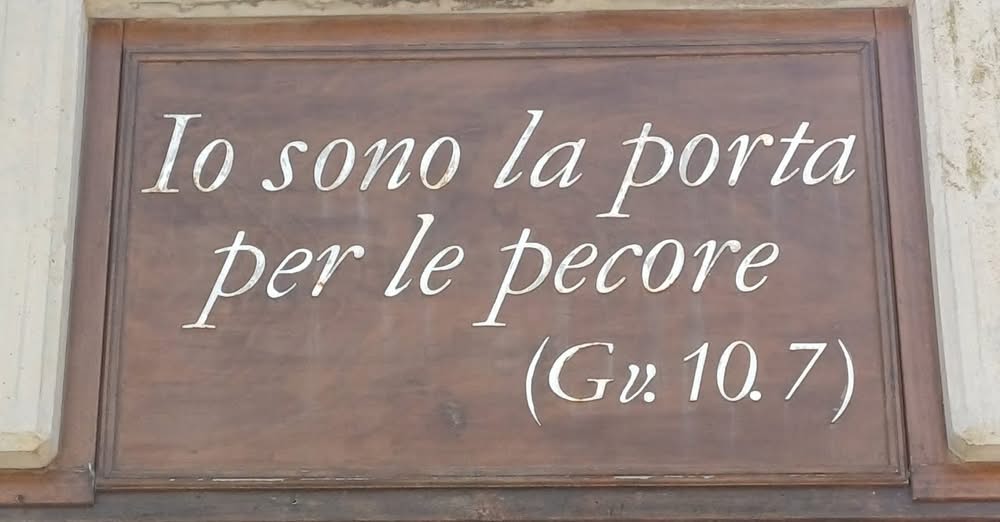 Io sono la porta
per le pecore
(Gv. 10. 7)